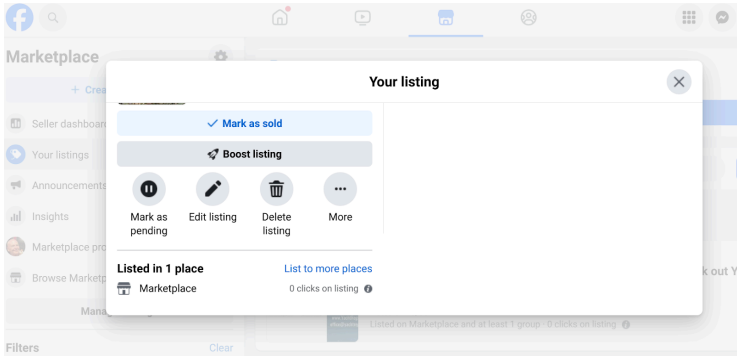 Marketplace
Seller dashboar
Your listings
Announcements
Insights
Marketplace pro
Browse Marketp
Filters
Clear
Your listing
Mark as sold
Boost listing
Mark as pending
Edit listing
Delete listing
More
Listed in 1 place
List to more places
Marketplace
0 clicks on listing
k out Y
Listed on Marketplace and at least 1 group · 0 clicks on listing